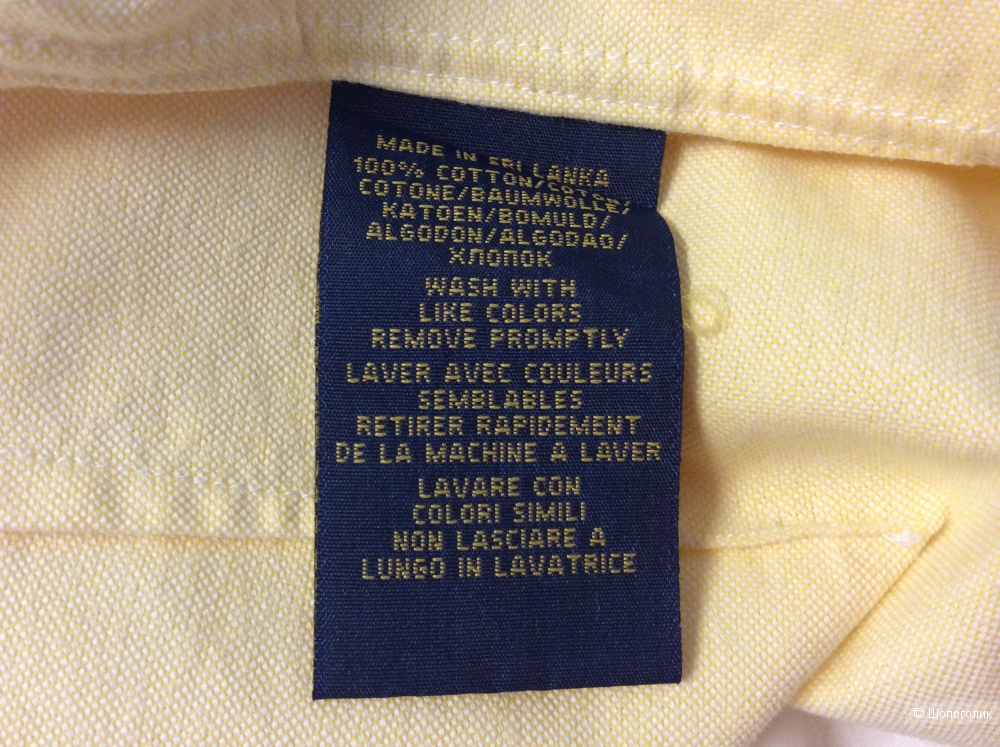 MADE IN SRI LANKA
100% COTTON/COTON/
COTONE/BAUMWOLLE/
KATOEN/BOMULD/
ALGODON/ALGODAO/
ХЛОПОК
WASH WITH
LIKE COLORS
REMOVE PROMPTLY
LAVER AVEC COULEURS
SEMBLABLES
RETIRER RAPIDEMENT
DE LA MACHINE A LAVER
LAVARE CON
COLORI SIMILI
NON LASCIARE A
LUNGO IN LAVATRICE
© Шопоголик